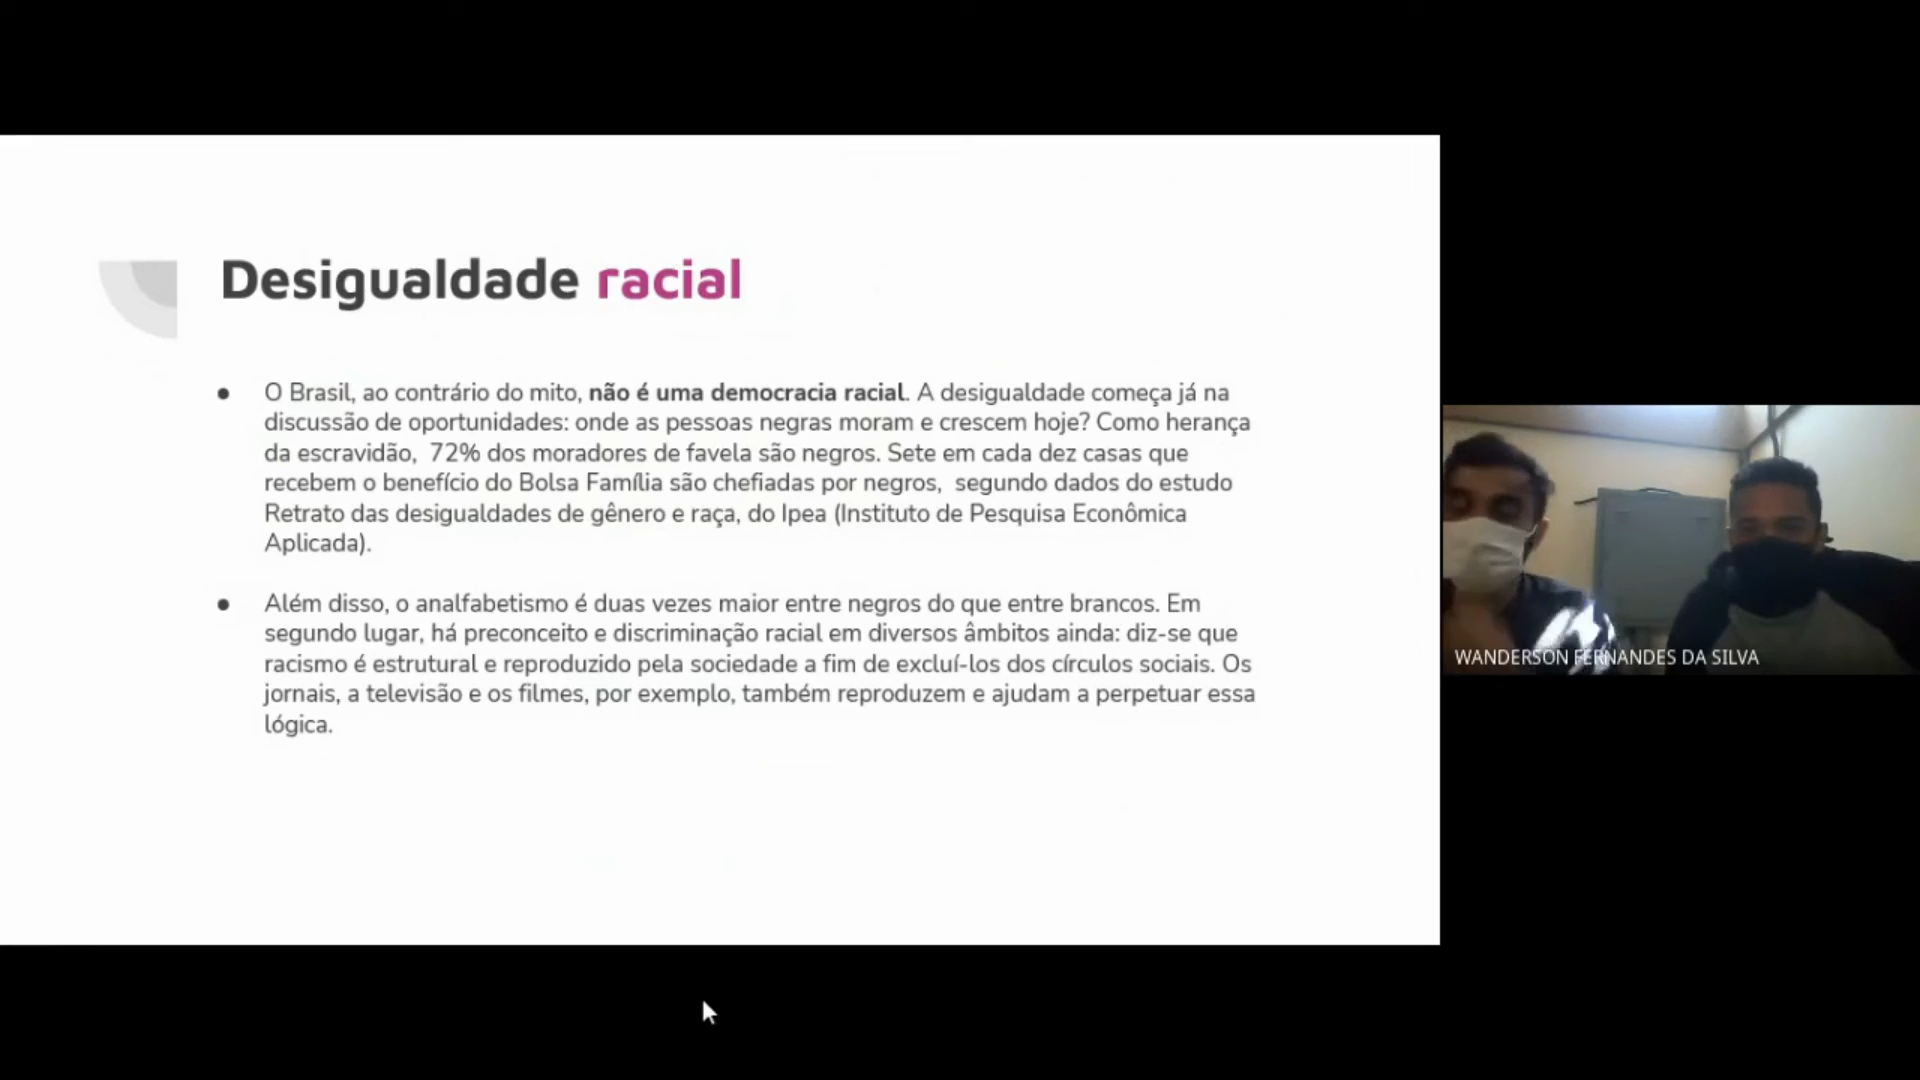 Desigualdade racial
● O Brasil, ao contrário do mito, não é uma democracia racial. A desigualdade começa já na
discussão de oportunidades: onde as pessoas negras moram e crescem hoje? Como herança
da escravidão, 72% dos moradores de favela são negros. Sete em cada dez casas que
recebem o benefício do Bolsa Família são chefiadas por negros, segundo dados do estudo
Retrato das desigualdades de gênero e raça, do Ipea (Instituto de Pesquisa Econômica
Aplicada).
● Além disso, o analfabetismo é duas vezes maior entre negros do que entre brancos. Em
segundo lugar, há preconceito e discriminação racial em diversos âmbitos ainda: diz-se que
racismo é estrutural e reproduzido pela sociedade a fim de excluí-los dos círculos sociais. Os
jornais, a televisão e os filmes, por exemplo, também reproduzem e ajudam a perpetuar essa
lógica.
WANDERSON FERNANDES DA SILVA